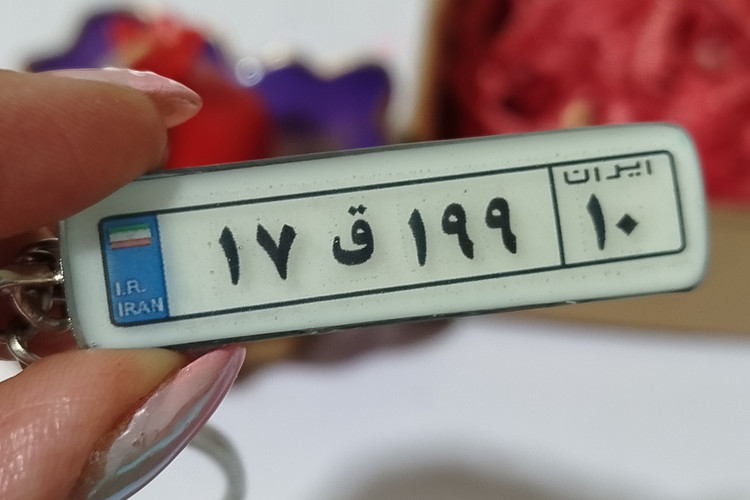 I.R.
IRAN
۱۷ ق ۱۹۹
ایران
۱۰